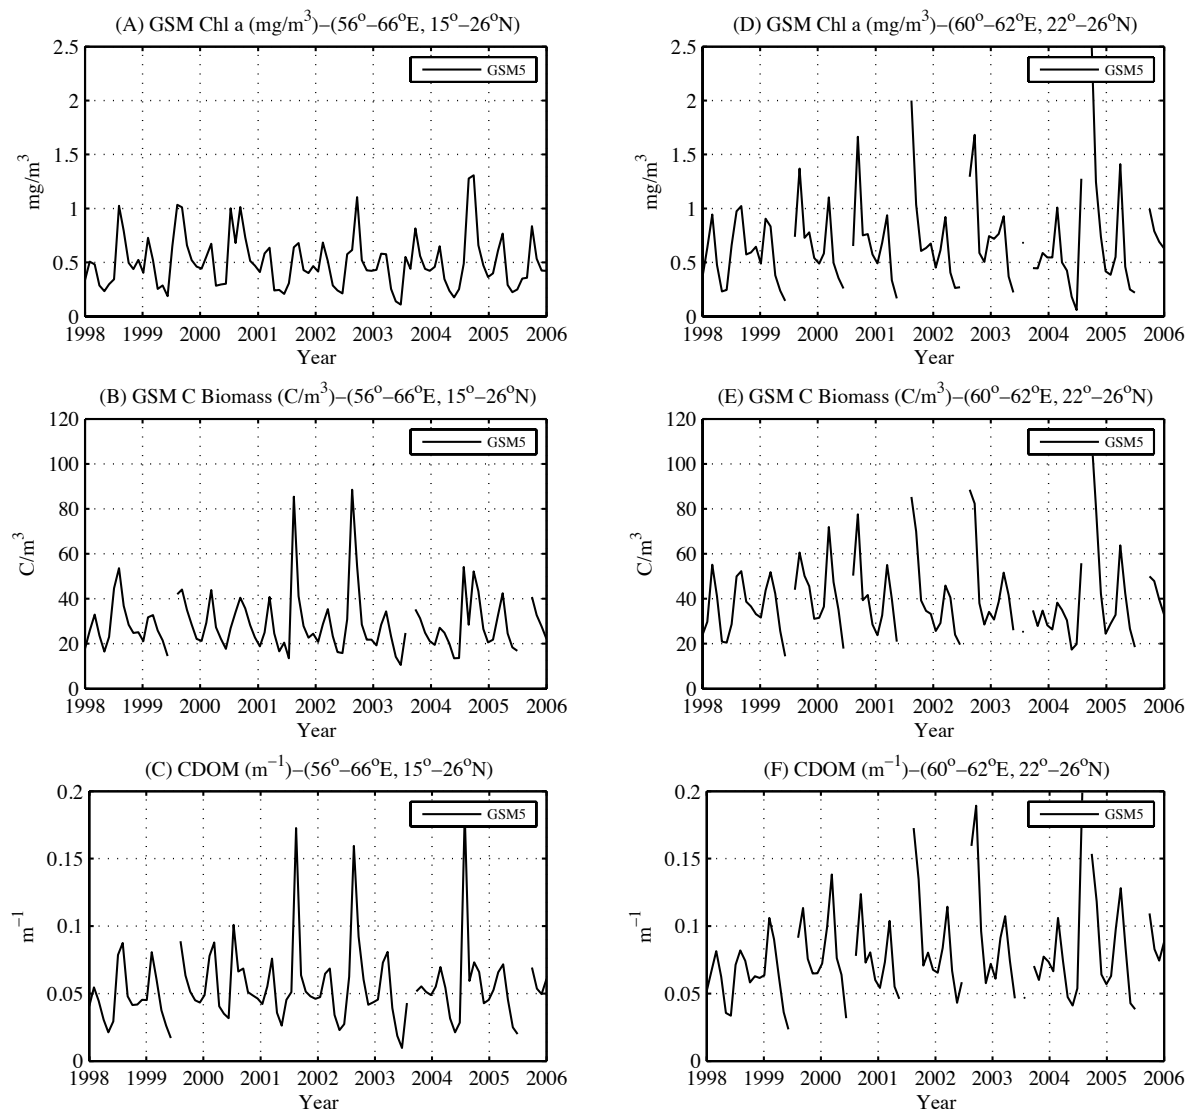 (A) GSM Chl a (mg/m³)–(56°–66°E, 15°–26°N)
2.5
2
1.5
1
0.5
0
mg/m³
GSM5
1998 1999 2000 2001 2002 2003 2004 2005 2006
Year
(D) GSM Chl a (mg/m³)–(60°–62°E, 22°–26°N)
2.5
2
1.5
1
0.5
0
mg/m³
GSM5
1998 1999 2000 2001 2002 2003 2004 2005 2006
Year
(B) GSM C Biomass (C/m³)–(56°–66°E, 15°–26°N)
120
100
80
60
40
20
0
C/m³
GSM5
1998 1999 2000 2001 2002 2003 2004 2005 2006
Year
(E) GSM C Biomass (C/m³)–(60°–62°E, 22°–26°N)
120
100
80
60
40
20
0
C/m³
GSM5
1998 1999 2000 2001 2002 2003 2004 2005 2006
Year
(C) CDOM (m⁻¹)–(56°–66°E, 15°–26°N)
0.2
0.15
0.1
0.05
0
m⁻¹
GSM5
1998 1999 2000 2001 2002 2003 2004 2005 2006
Year
(F) CDOM (m⁻¹)–(60°–62°E, 22°–26°N)
0.2
0.15
0.1
0.05
0
m⁻¹
GSM5
1998 1999 2000 2001 2002 2003 2004 2005 2006
Year